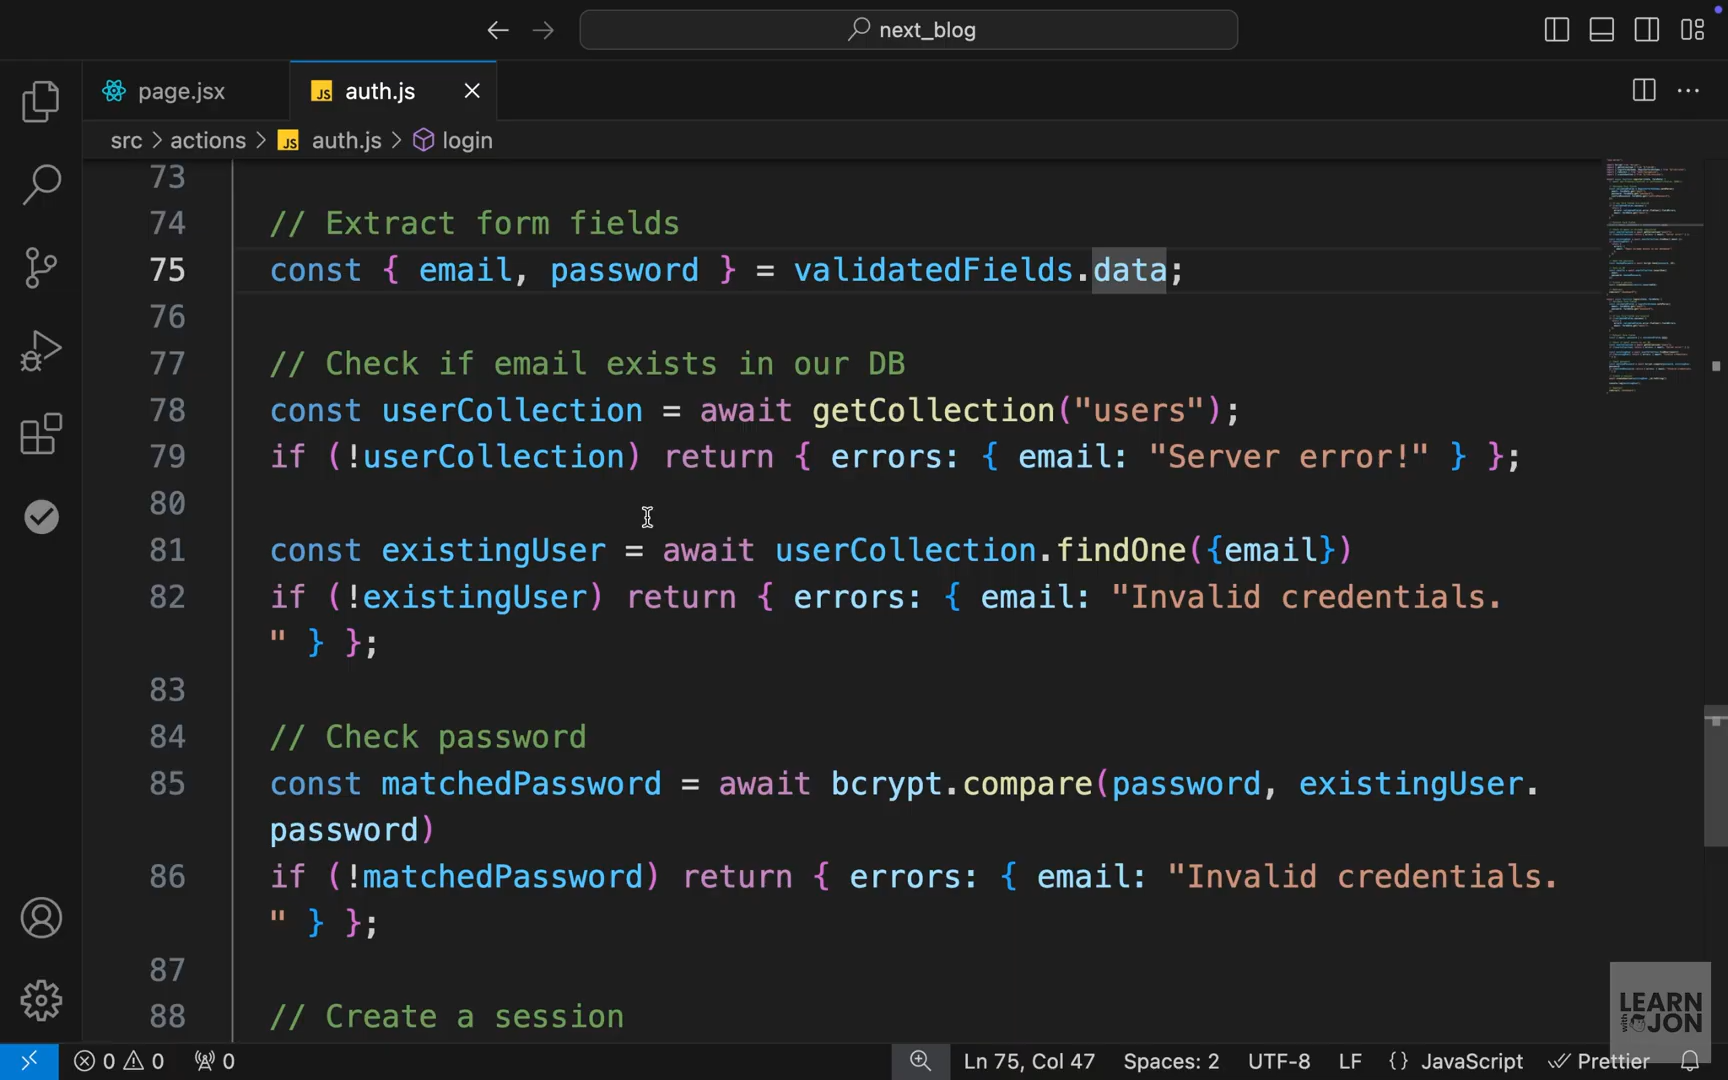 next_blog
page.jsx
auth.js
src > actions > auth.js > login
73
74 // Extract form fields
75 const { email, password } = validatedFields.data;
76
77 // Check if email exists in our DB
78 const userCollection = await getCollection("users");
79 if (!userCollection) return { errors: { email: "Server error!" } };
80
81 const existingUser = await userCollection.findOne({email})
82 if (!existingUser) return { errors: { email: "Invalid credentials.
" } };
83
84 // Check password
85 const matchedPassword = await bcrypt.compare(password, existingUser.
password)
86 if (!matchedPassword) return { errors: { email: "Invalid credentials.
" } };
87
88 // Create a session
LEARN
with JON
0 0 0 Ln 75, Col 47 Spaces: 2 UTF-8 LF {} JavaScript Prettier